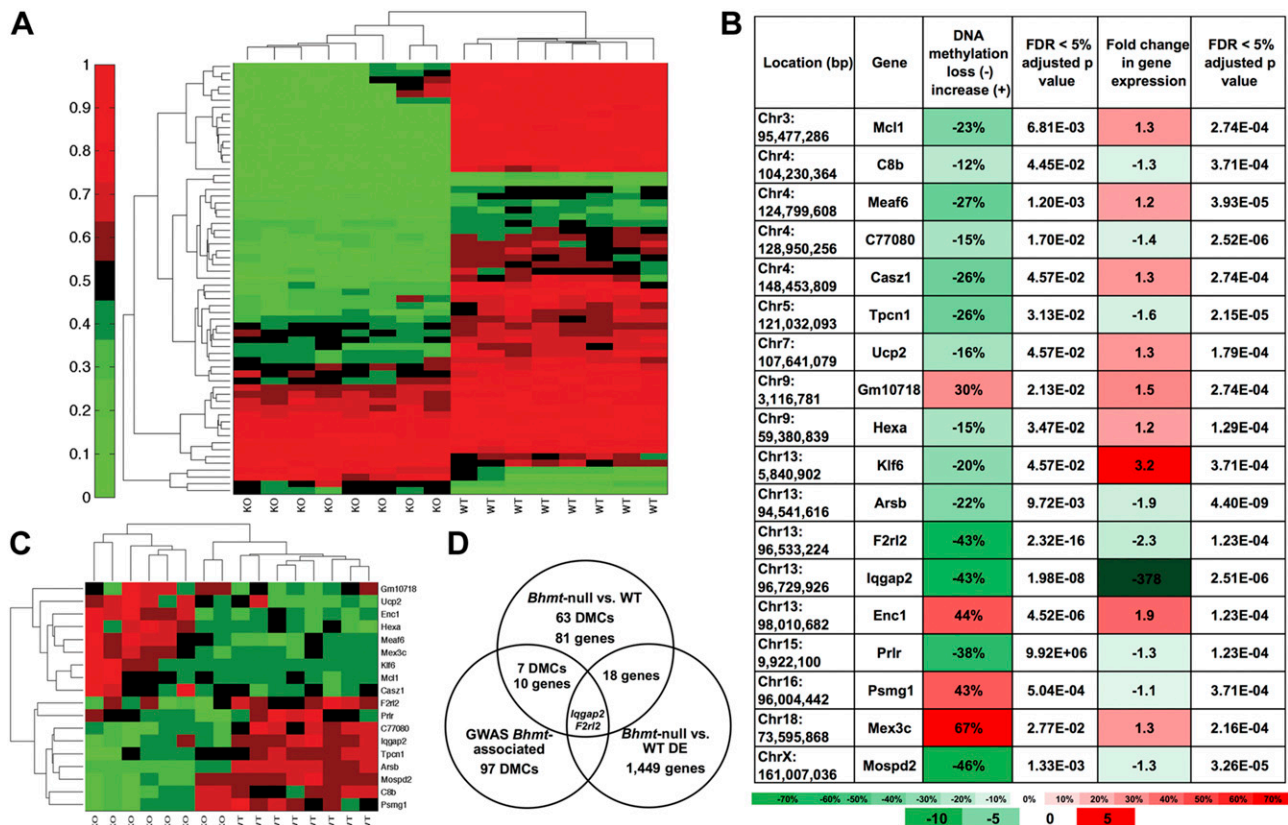 A
1
0.9
0.8
0.7
0.6
0.5
0.4
0.3
0.2
0.1
0
KO KO KO KO KO KO KO KO WT WT WT WT WT WT WT WT
B
Location (bp) Gene DNA methylation loss (-) increase (+) FDR < 5% adjusted p value Fold change in gene expression FDR < 5% adjusted p value
Chr3: 95,477,286 Mcl1 -23% 6.81E-03 1.3 2.74E-04
Chr4: 104,230,364 C8b -12% 4.45E-02 -1.3 3.71E-04
Chr4: 124,799,608 Meaf6 -27% 1.20E-03 1.2 3.93E-05
Chr4: 128,950,256 C77080 -15% 1.70E-02 -1.4 2.52E-06
Chr4: 148,453,809 Casz1 -26% 4.57E-02 1.3 2.74E-04
Chr5: 121,032,093 Tpcn1 -26% 3.13E-02 -1.6 2.15E-05
Chr7: 107,641,079 Ucp2 -16% 4.57E-02 1.3 1.79E-04
Chr9: 3,116,781 Gm10718 30% 2.13E-02 1.5 2.74E-04
Chr9: 59,380,839 Hexa -15% 3.47E-02 1.2 1.29E-04
Chr13: 5,840,902 Klf6 -20% 4.57E-02 3.2 3.71E-04
Chr13: 94,541,616 Arsb -22% 9.72E-03 -1.9 4.40E-09
Chr13: 96,533,224 F2rl2 -43% 2.32E-16 -2.3 1.23E-04
Chr13: 96,729,926 Iqgap2 -43% 1.98E-08 -378 2.51E-06
Chr13: 98,010,682 Enc1 44% 4.52E-06 1.9 1.23E-04
Chr15: 9,922,100 Prlr -38% 9.92E+06 -1.3 1.23E-04
Chr16: 96,004,442 Psmg1 43% 5.04E-04 -1.1 3.71E-04
Chr18: 73,595,868 Mex3c 67% 2.77E-02 1.3 2.16E-04
ChrX: 161,007,036 Mospd2 -46% 1.33E-03 -1.3 3.26E-05
-70% -60% -50% -40% -30% -20% -10% 0% 10% 20% 30% 40% 50% 60% 70%
-10 -5 0 5
C
Gm10718
Ucp2
Enc1
Hexa
Meaf6
Mex3c
Klf6
Mcl1
Casz1
F2rl2
Prlr
C77080
Iqgap2
Tpcn1
Arsb
Mospd2
C8b
Psmg1
D
Bhmt-null vs. WT
63 DMCs
81 genes
7 DMCs
10 genes
18 genes
Iqgap2
F2rl2
GWAS Bhmt-
associated
97 DMCs
Bhmt-null vs.
WT DE
1,449 genes